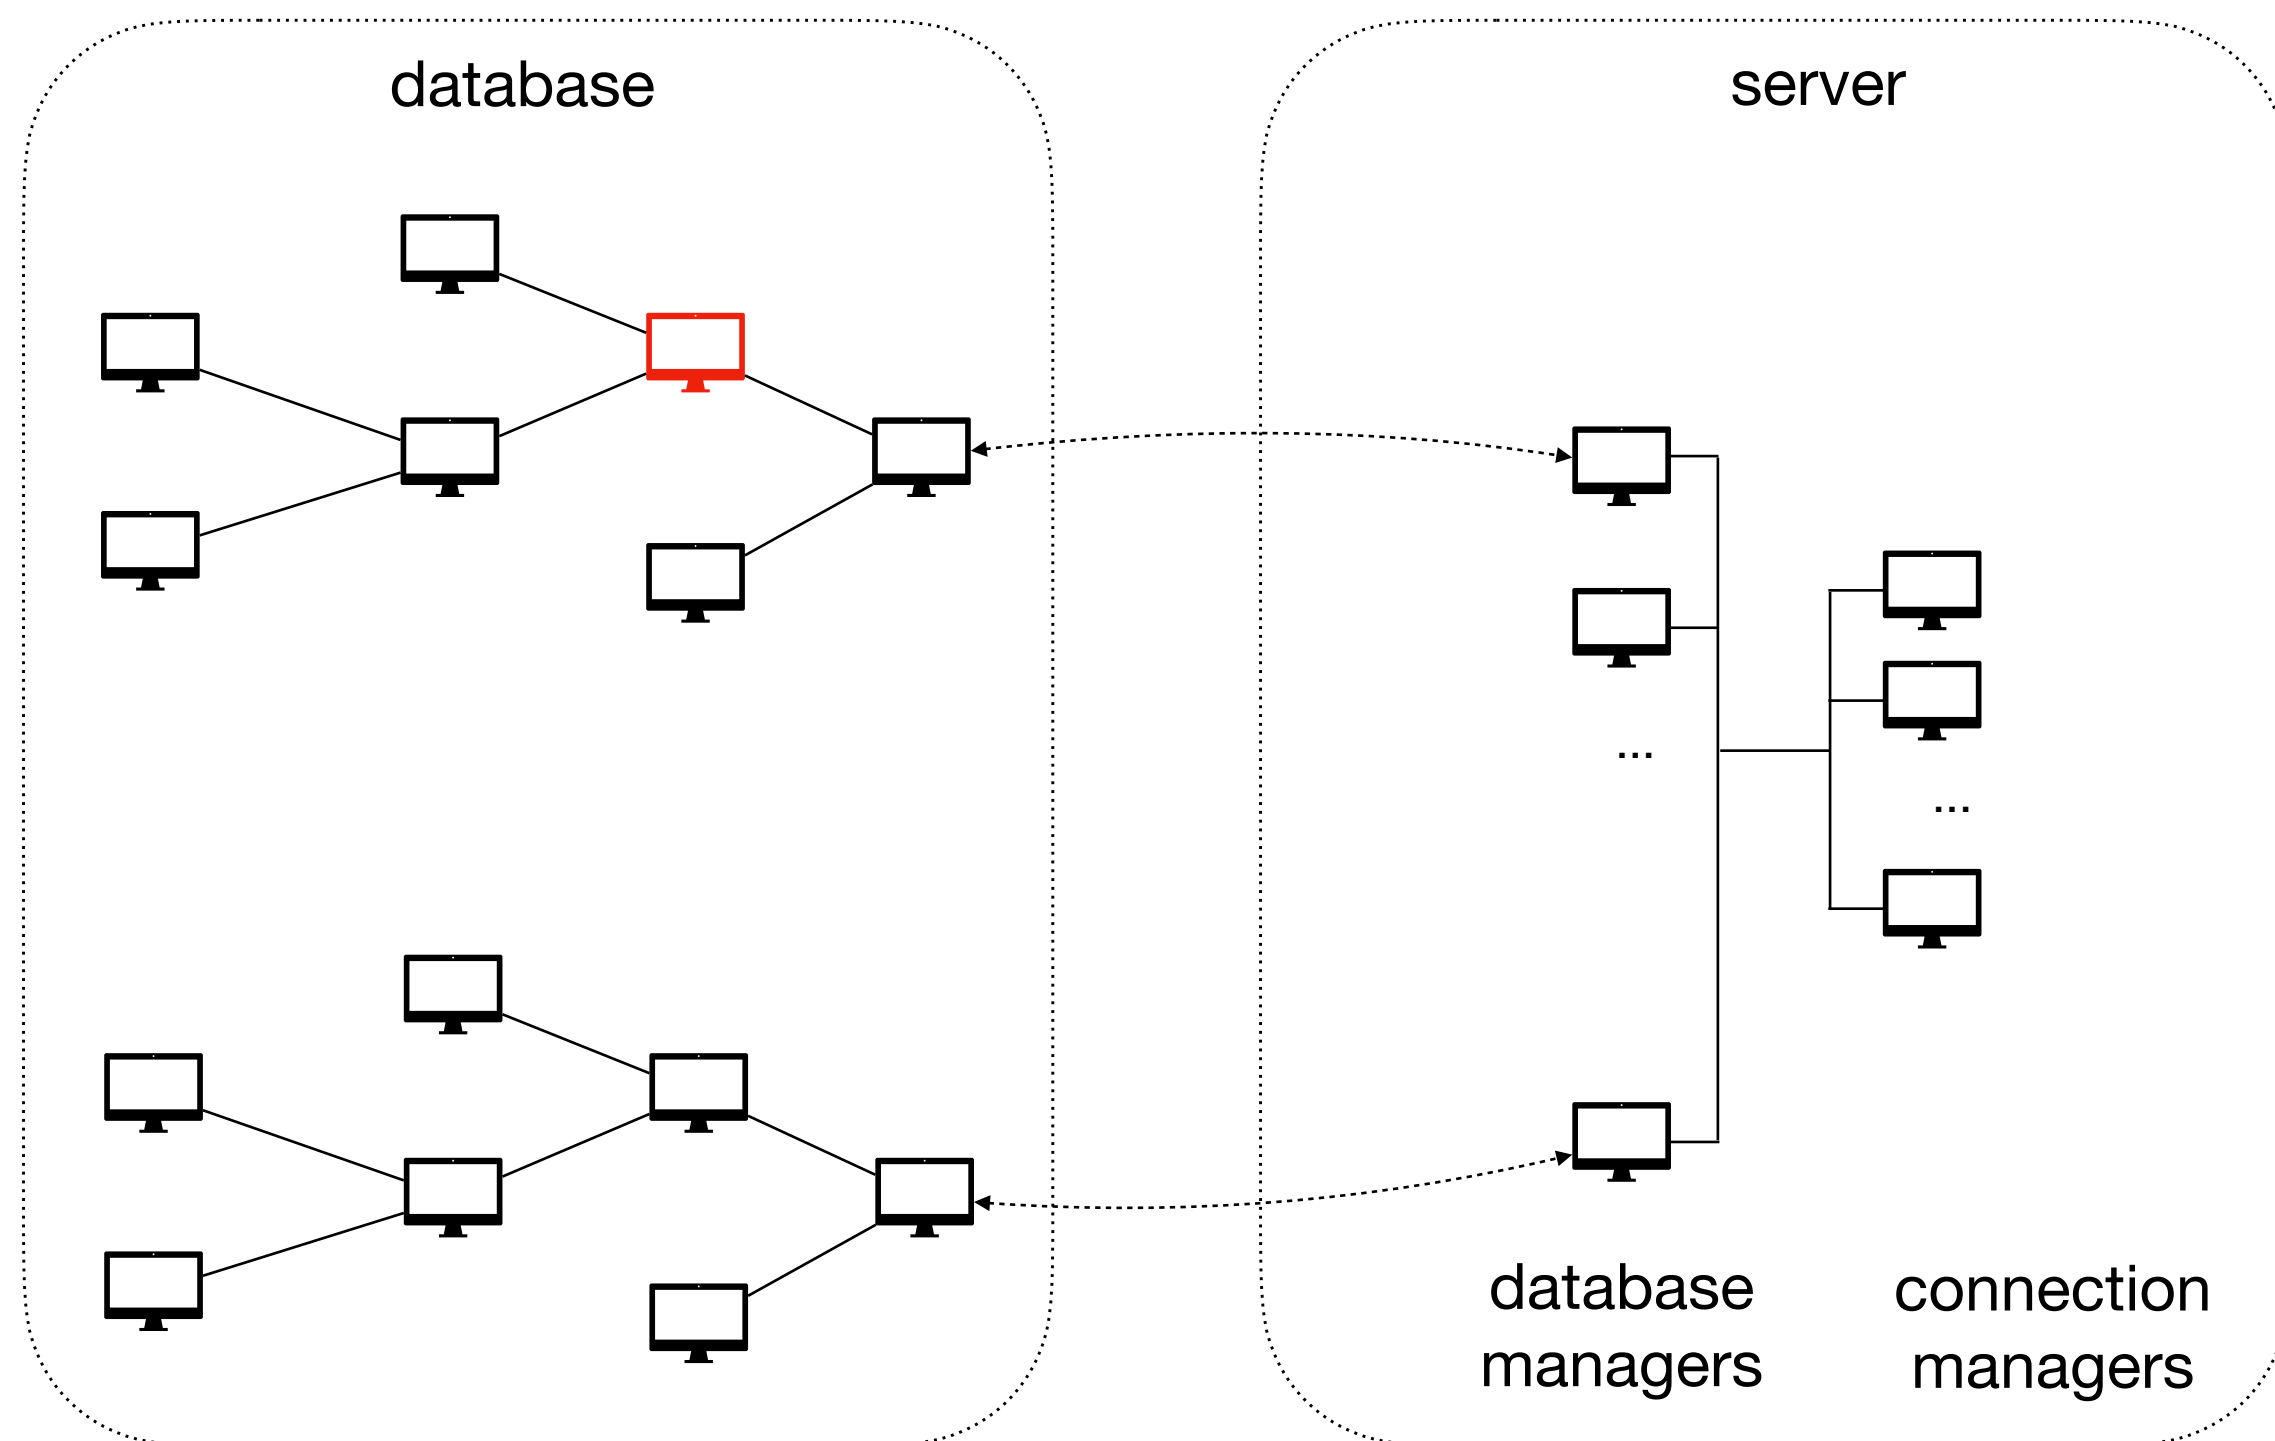 database
server
...
...
database
managers
connection
managers